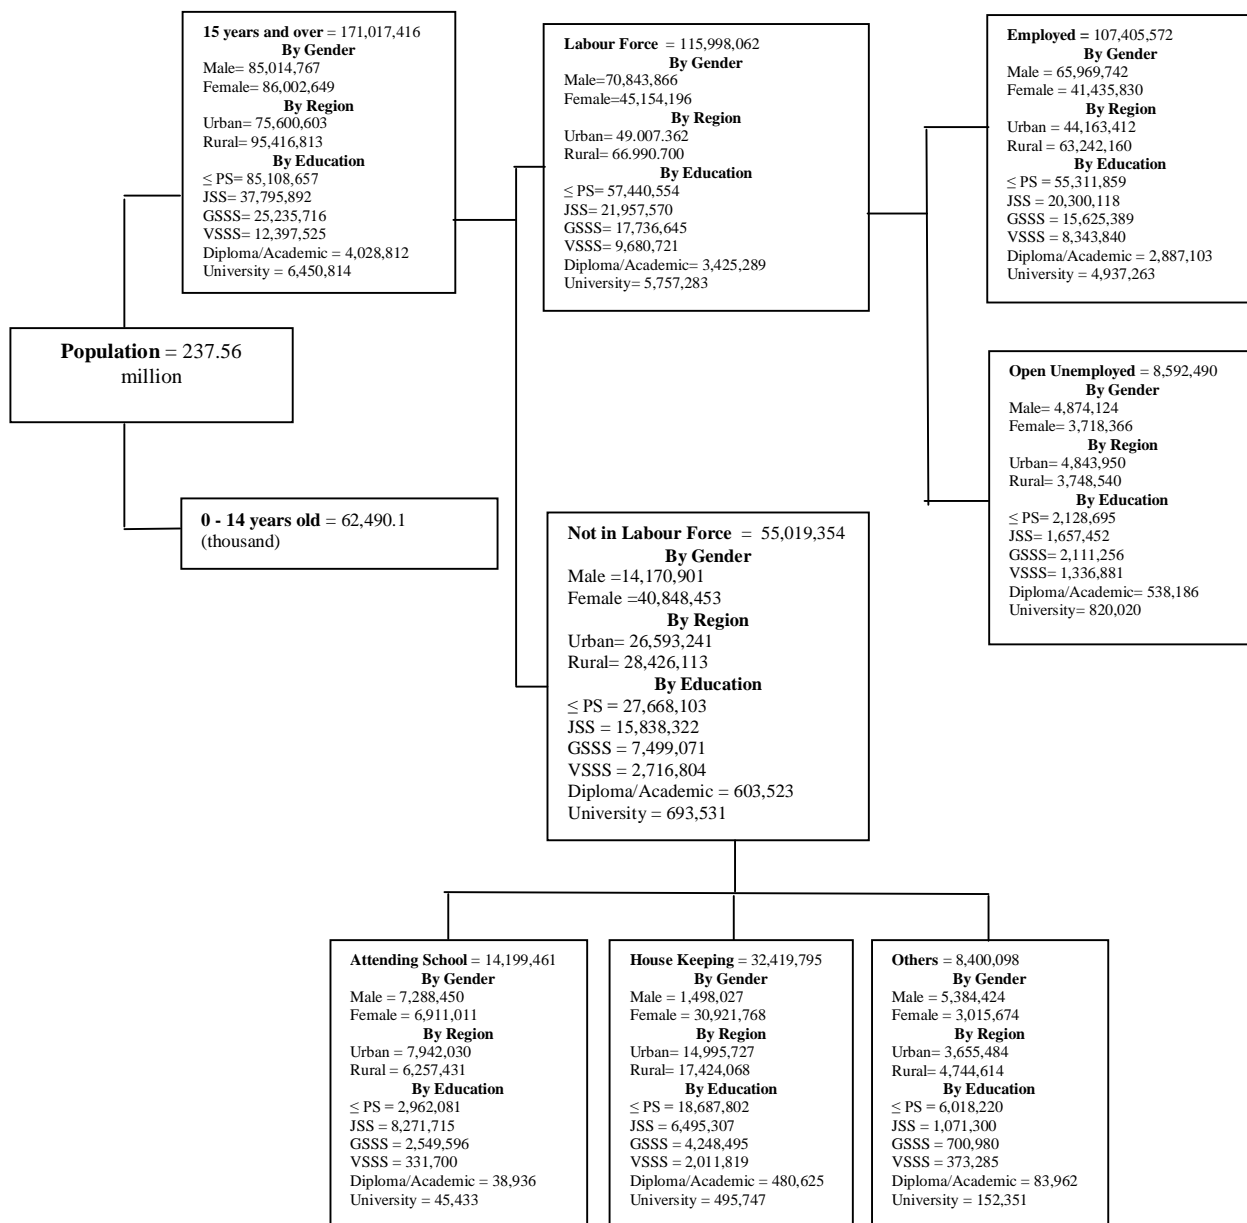 15 years and over = 171,017,416
By Gender
Male= 85,014,767
Female= 86,002,649
By Region
Urban= 75,600,603
Rural= 95,416,813
By Education
≤ PS= 85,108,657
JSS= 37,795,892
GSSS= 25,235,716
VSSS= 12,397,525
Diploma/Academic = 4,028,812
University = 6,450,814
Labour Force = 115,998,062
By Gender
Male=70,843,866
Female=45,154,196
By Region
Urban= 49.007.362
Rural= 66.990.700
By Education
≤ PS= 57,440,554
JSS= 21,957,570
GSSS= 17,736,645
VSSS= 9,680,721
Diploma/Academic= 3,425,289
University= 5,757,283
Employed = 107,405,572
By Gender
Male = 65,969,742
Female = 41,435,830
By Region
Urban = 44,163,412
Rural= 63,242,160
By Education
≤ PS = 55,311,859
JSS = 20,300,118
GSSS = 15,625,389
VSSS = 8,343,840
Diploma/Academic = 2,887,103
University = 4,937,263
Population = 237.56
million
Open Unemployed = 8,592,490
By Gender
Male= 4,874,124
Female= 3,718,366
By Region
Urban= 4,843,950
Rural= 3,748,540
By Education
≤ PS= 2,128,695
JSS= 1,657,452
GSSS= 2,111,256
VSSS= 1,336,881
Diploma/Academic= 538,186
University= 820,020
0 - 14 years old = 62,490.1
(thousand)
Not in Labour Force = 55,019,354
By Gender
Male =14,170,901
Female =40,848,453
By Region
Urban= 26,593,241
Rural= 28,426,113
By Education
≤ PS = 27,668,103
JSS = 15,838,322
GSSS = 7,499,071
VSSS = 2,716,804
Diploma/Academic = 603,523
University = 693,531
Attending School = 14,199,461
By Gender
Male = 7,288,450
Female = 6,911,011
By Region
Urban = 7,942,030
Rural = 6,257,431
By Education
≤ PS = 2,962,081
JSS = 8,271,715
GSSS = 2,549,596
VSSS = 331,700
Diploma/Academic = 38,936
University = 45,433
House Keeping = 32,419,795
By Gender
Male = 1,498,027
Female = 30,921,768
By Region
Urban = 14,995,727
Rural = 17,424,068
By Education
≤ PS = 18,687,802
JSS = 6,495,307
GSSS = 4,248,495
VSSS = 2,011,819
Diploma/Academic = 480,625
University = 495,747
Others = 8,400,098
By Gender
Male = 5,384,424
Female = 3,015,674
By Region
Urban = 3,655,484
Rural = 4,744,614
By Education
≤ PS = 6,018,220
JSS = 1,071,300
GSSS = 700,980
VSSS = 373,285
Diploma/Academic = 83,962
University = 152,351